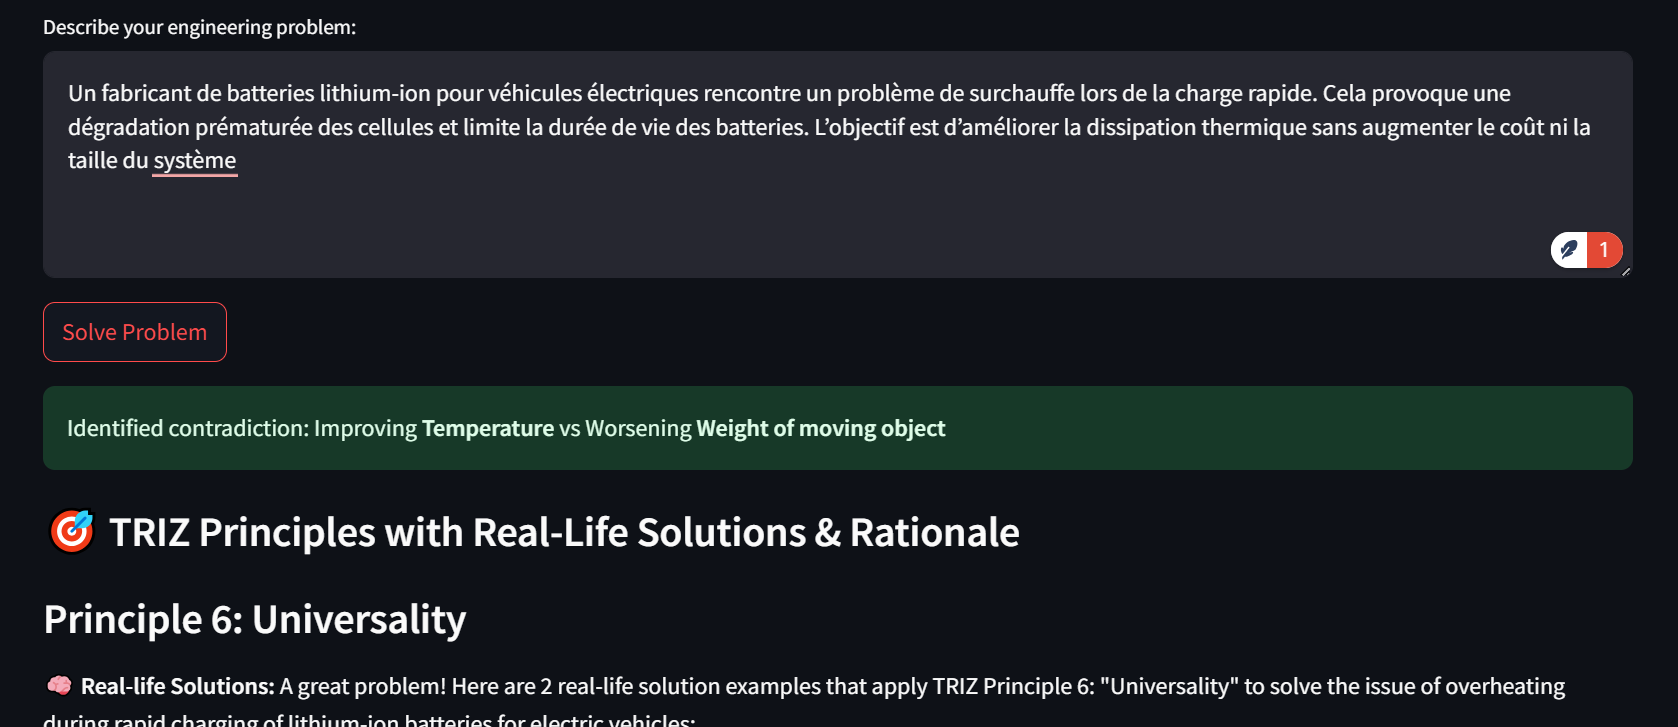 Describe your engineering problem:
Un fabricant de batteries lithium-ion pour véhicules électriques rencontre un problème de surchauffe lors de la charge rapide. Cela provoque une
dégradation prématurée des cellules et limite la durée de vie des batteries. L’objectif est d’améliorer la dissipation thermique sans augmenter le coût ni la
taille du système
1
Solve Problem
Identified contradiction: Improving Temperature vs Worsening Weight of moving object
🎯 TRIZ Principles with Real-Life Solutions & Rationale
Principle 6: Universality
🧠 Real-life Solutions: A great problem! Here are 2 real-life solution examples that apply TRIZ Principle 6: "Universality" to solve the issue of overheating
during rapid charging of lithium-ion batteries for electric vehicles: